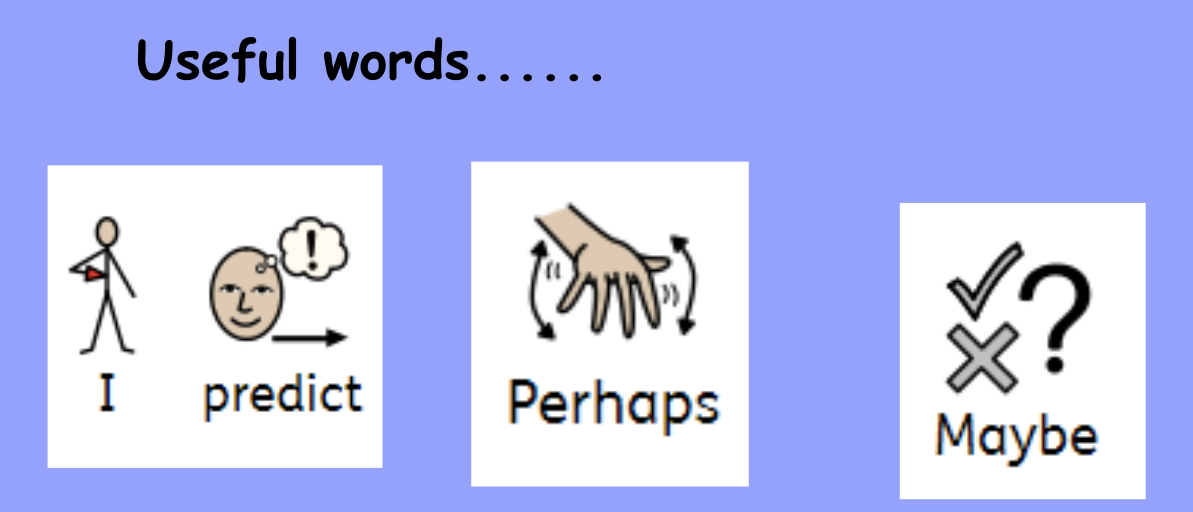 Useful words......
I predict
Perhaps
Maybe